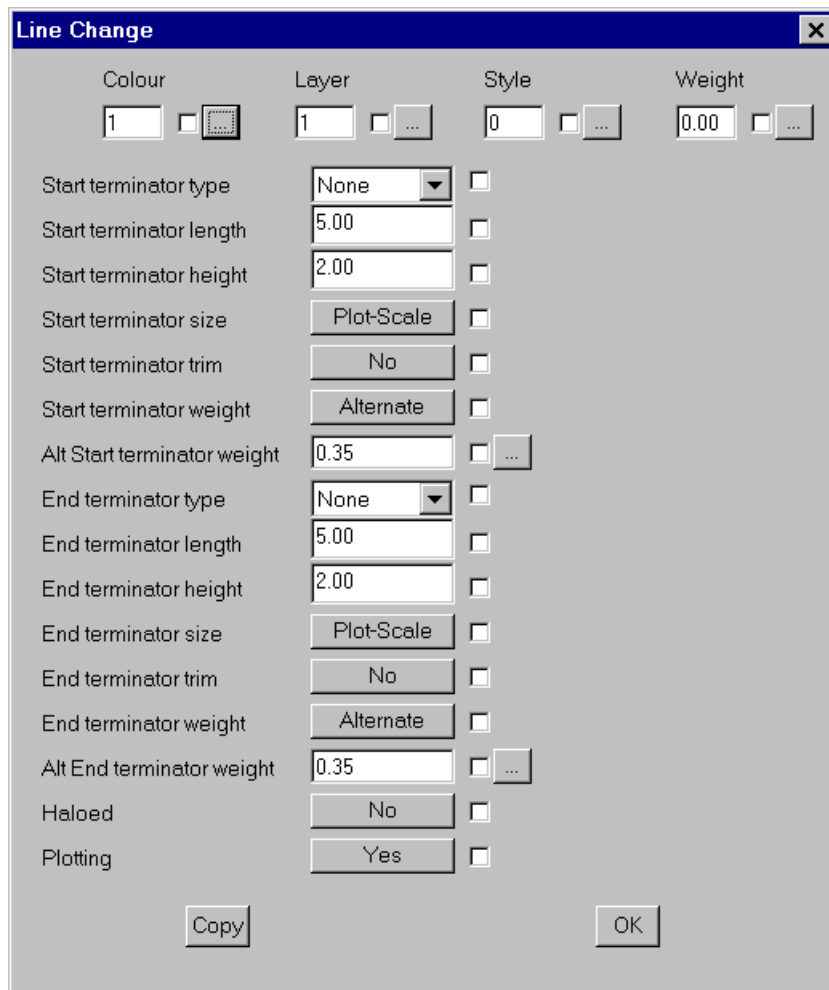 Line Change
Colour Layer Style Weight
1 ... 1 ... 0 ... 0.00 ...
Start terminator type None
Start terminator length 5.00
Start terminator height 2.00
Start terminator size Plot-Scale
Start terminator trim No
Start terminator weight Alternate
Alt Start terminator weight 0.35 ...
End terminator type None
End terminator length 5.00
End terminator height 2.00
End terminator size Plot-Scale
End terminator trim No
End terminator weight Alternate
Alt End terminator weight 0.35 ...
Haloed No
Plotting Yes
Copy OK